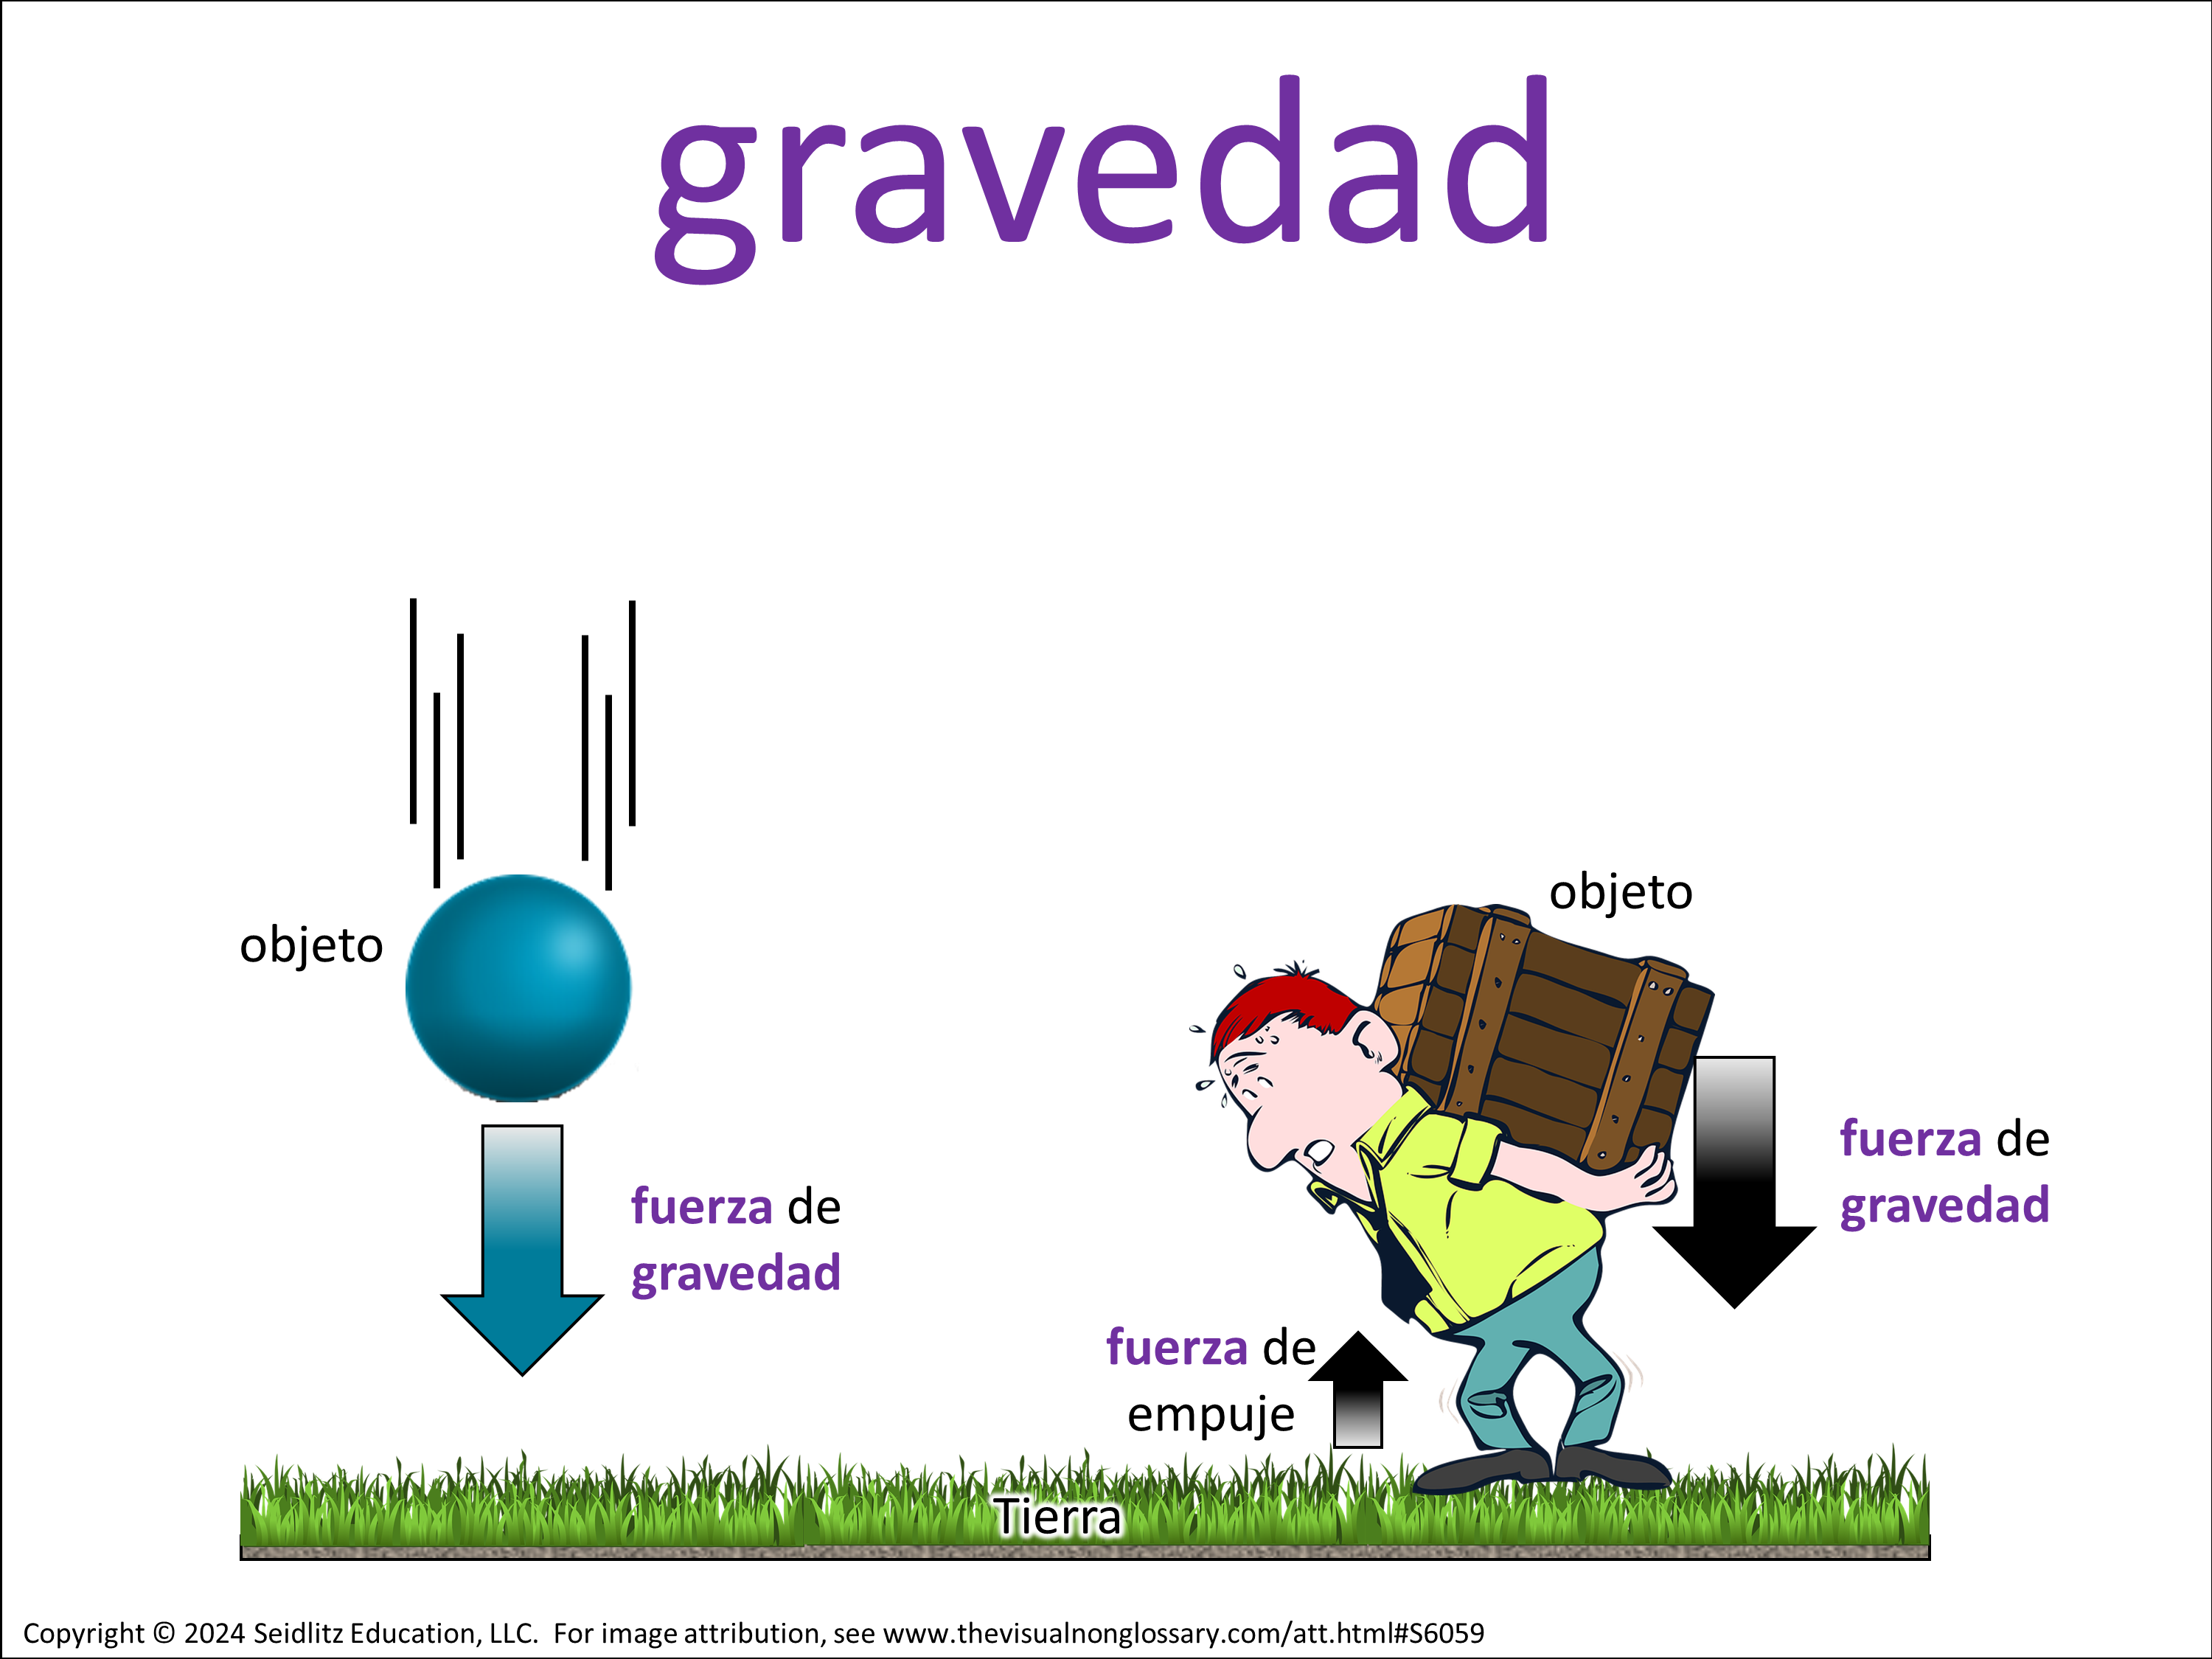 gravedad
objeto
fuerza de
gravedad
objeto
fuerza de
gravedad
fuerza de
empuje
Tierra
Copyright © 2024 Seidlitz Education, LLC.  For image attribution, see www.thevisualnonglossary.com/att.html#S6059